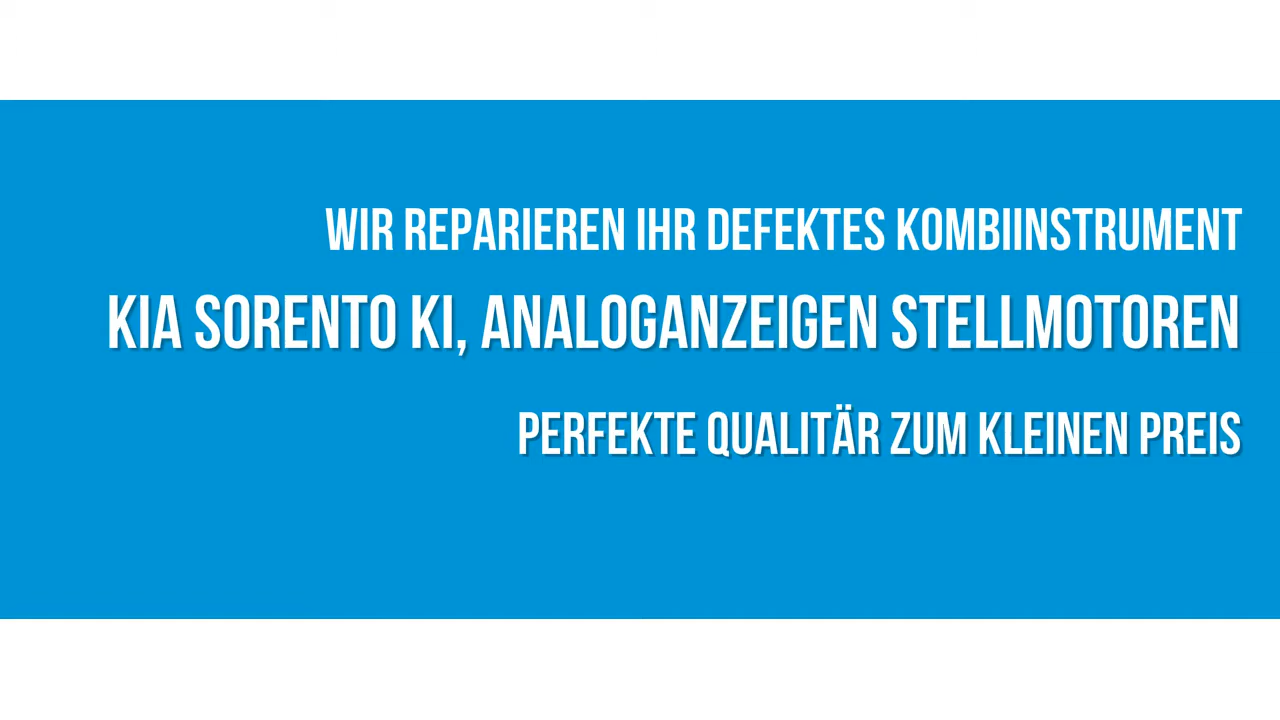 WIR REPARIEREN IHR DEFEKTES KOMBIINSTRUMENT
KIA SORENTO KI, ANALOGANZEIGEN STELLMOTOREN
PERFEKTE QUALITÄR ZUM KLEINEN PREIS